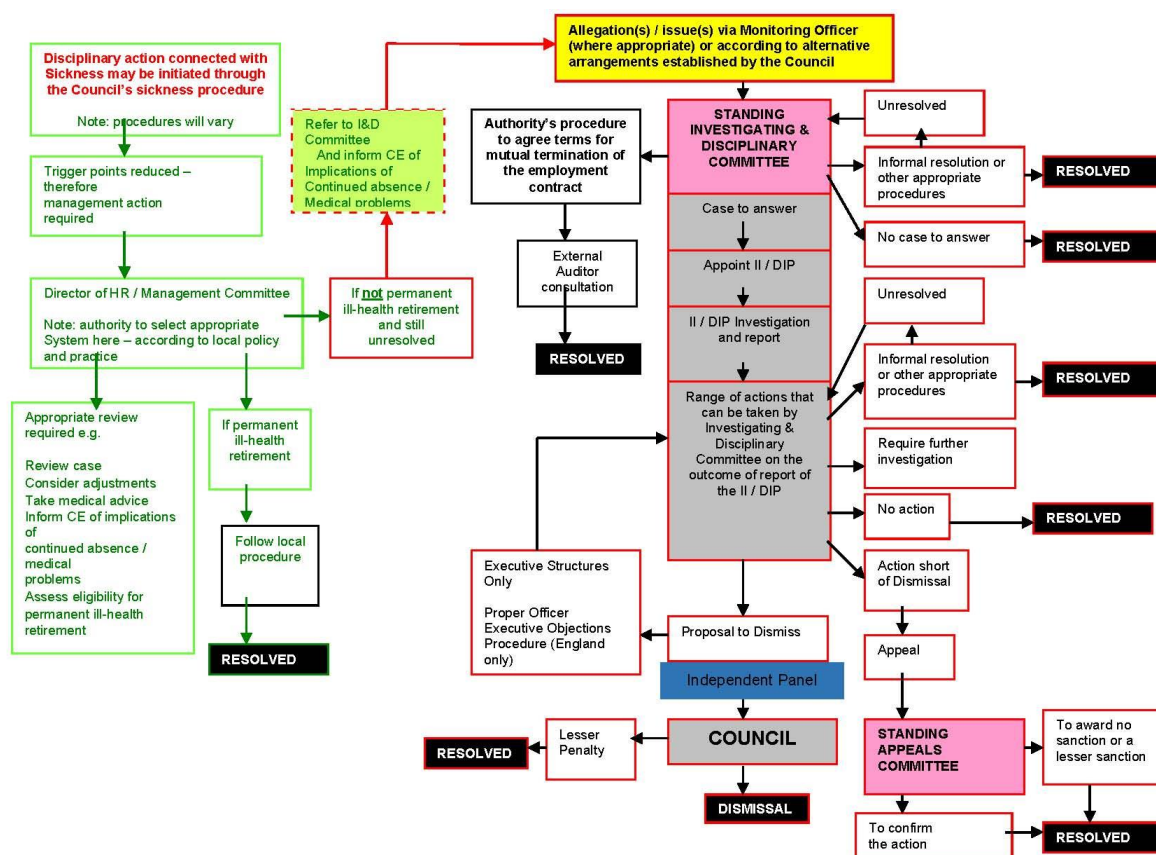 Disciplinary action connected with
Sickness may be initiated through
the Council's sickness procedure
Note: procedures will vary
Trigger points reduced –
therefore
management action
required
Director of HR / Management Committee
Note: authority to select appropriate
System here – according to local policy
and practice
Appropriate review
required e.g.
Review case
Consider adjustments
Take medical advice
Inform CE of implications
of
continued absence /
medical
problems
Assess eligibility for
permanent ill-health
retirement
If permanent
ill-health
retirement
Follow local
procedure
RESOLVED
If not permanent
ill-health retirement
and still
unresolved
Refer to I&D
Committee
And inform CE of
Implications of
Continued absence /
Medical problems
Allegation(s) / issue(s) via Monitoring Officer
(where appropriate) or according to alternative
arrangements established by the Council
Authority's procedure
to agree terms for
mutual termination of
the employment
contract
External
Auditor
consultation
RESOLVED
STANDING
INVESTIGATING &
DISCIPLINARY
COMMITTEE
Unresolved
Informal resolution or
other appropriate
procedures
RESOLVED
No case to answer
RESOLVED
Case to answer
Appoint II / DIP
II / DIP Investigation
and report
Range of actions that
can be taken by
Investigating &
Disciplinary
Committee on the
outcome of report of
the II / DIP
Unresolved
Informal resolution
or other appropriate
procedures
RESOLVED
Require further
investigation
No action
RESOLVED
Action short
of Dismissal
Appeal
Executive Structures
Only
Proper Officer
Executive Objections
Procedure (England
only)
Proposal to Dismiss
Independent Panel
COUNCIL
Lesser
Penalty
RESOLVED
DISMISSAL
STANDING
APPEALS
COMMITTEE
To award no
sanction or a
lesser sanction
To confirm
the action
RESOLVED